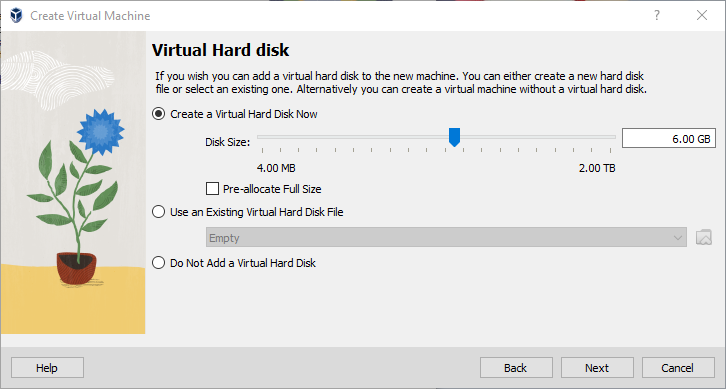 Create Virtual Machine
?
Virtual Hard disk
If you wish you can add a virtual hard disk to the new machine. You can either create a new hard disk
file or select an existing one. Alternatively you can create a virtual machine without a virtual hard disk.
Create a Virtual Hard Disk Now
Disk Size:
6.00 GB
4.00 MB
2.00 TB
Pre-allocate Full Size
Use an Existing Virtual Hard Disk File
Empty
Do Not Add a Virtual Hard Disk
Help
Back
Next
Cancel